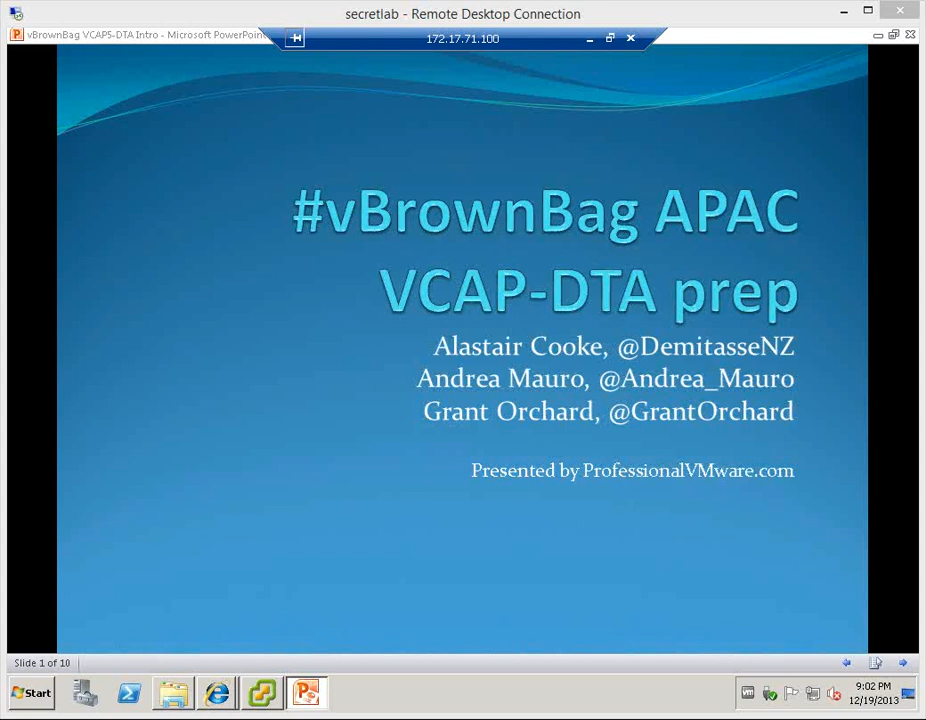 secretlab - Remote Desktop Connection
vBrownBag VCAP5-DTA Intro - Microsoft PowerPoint
172.17.71.100
#vBrownBag APAC
VCAP-DTA prep
Alastair Cooke, @DemitasseNZ
Andrea Mauro, @Andrea_Mauro
Grant Orchard, @GrantOrchard
Presented by ProfessionalVMware.com
Slide 1 of 10
Start
9:02 PM
12/19/2013